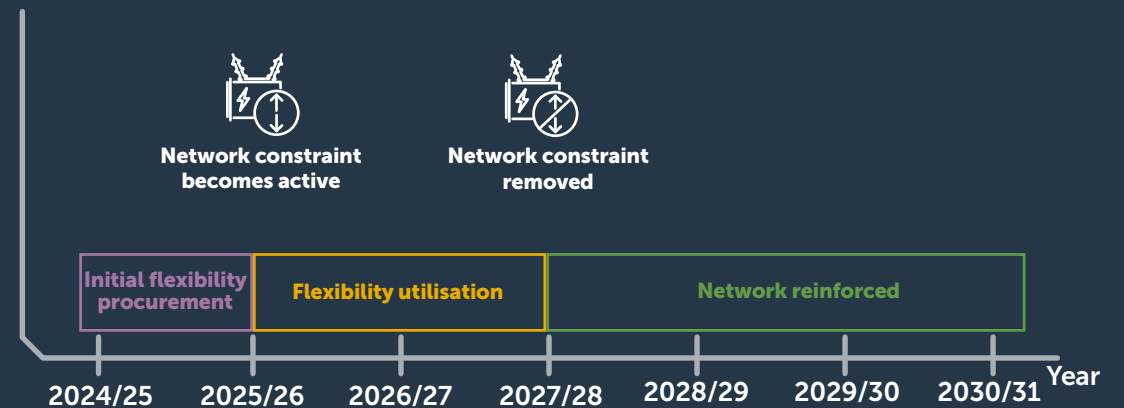 Network constraint
becomes active
Network constraint
removed
Initial flexibility
procurement
Flexibility utilisation
Network reinforced
2024/25
2025/26
2026/27
2027/28
2028/29
2029/30
2030/31
Year